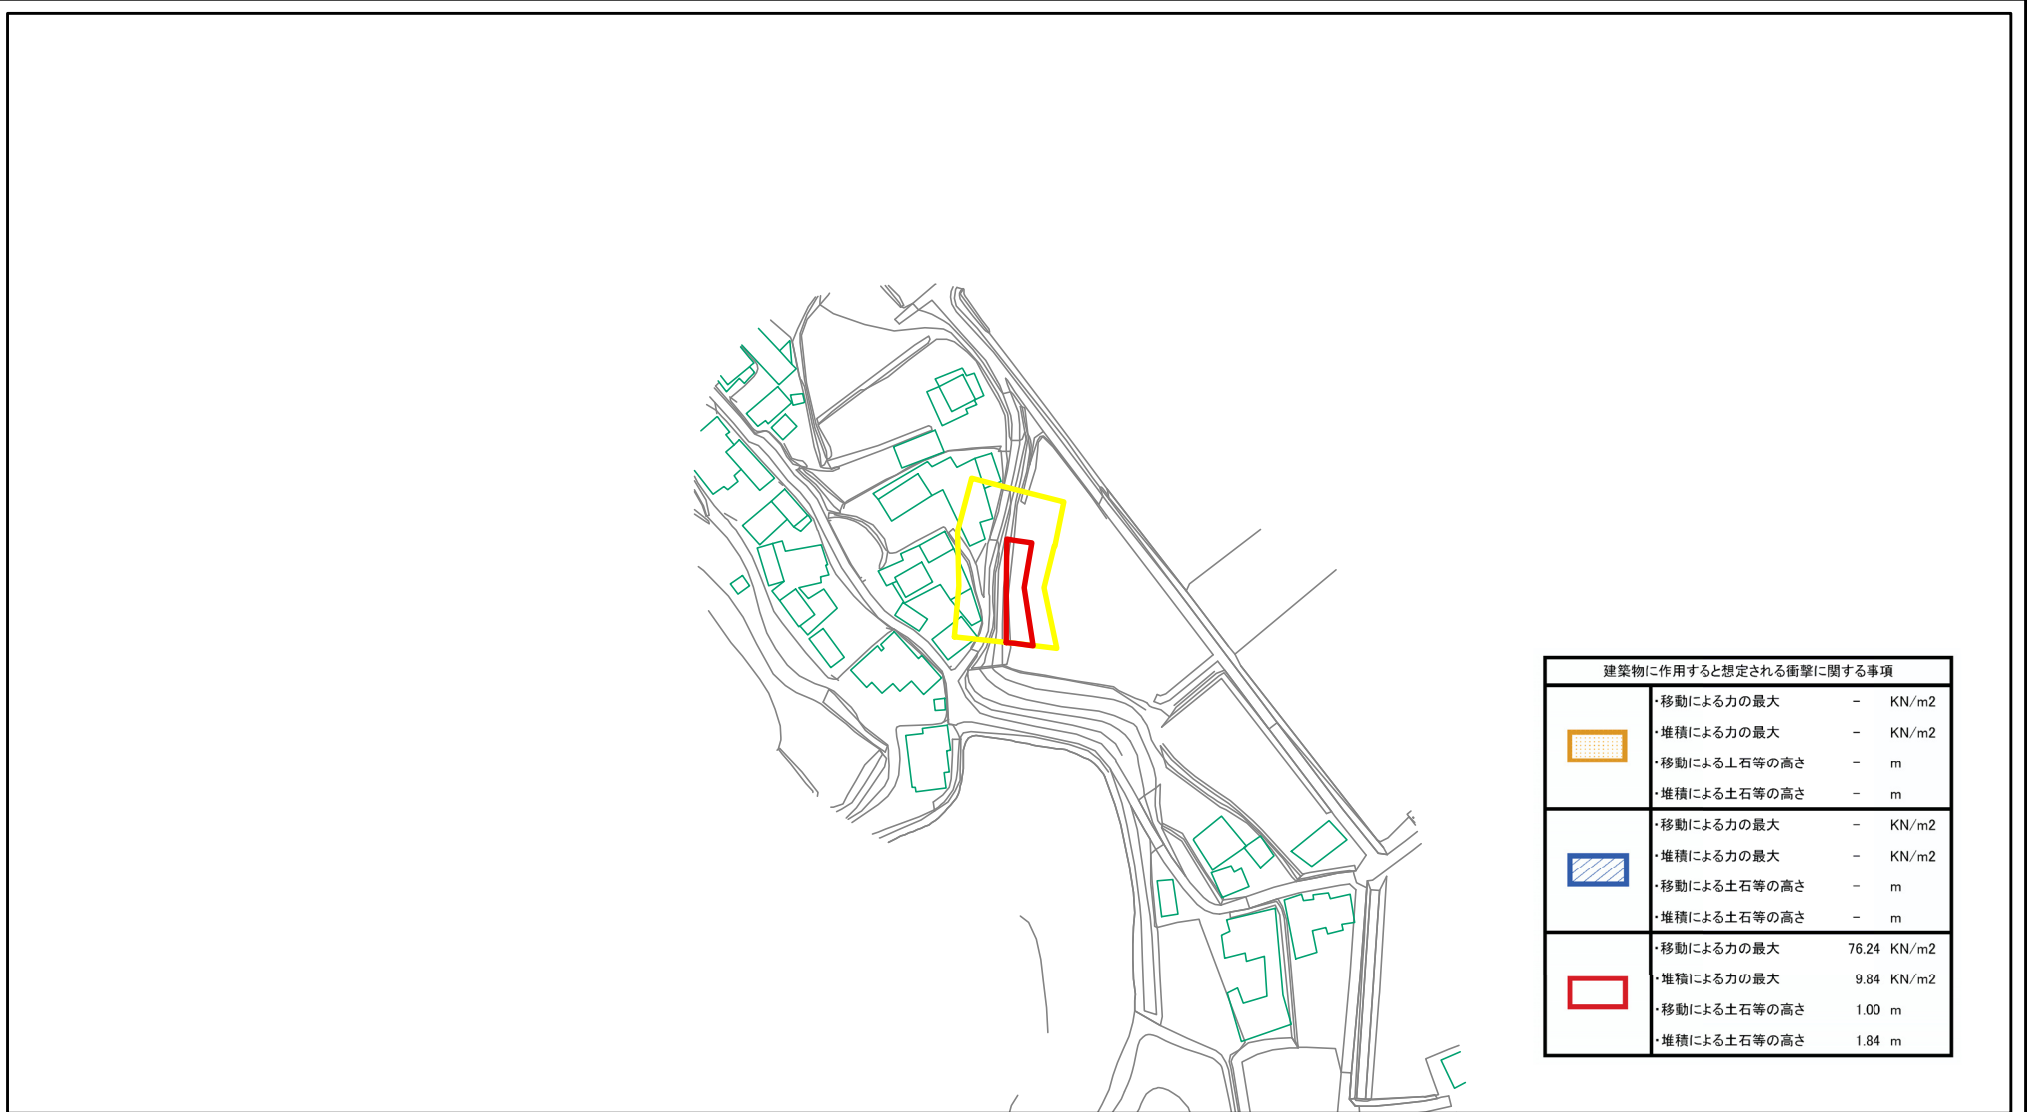 建築物に作用すると想定される衝撃に関する事項
・移動による力の最大 － KN/m2
・堆積による力の最大 － KN/m2
・移動による土石等の高さ － m
・堆積による土石等の高さ － m
・移動による力の最大 － KN/m2
・堆積による力の最大 － KN/m2
・移動による土石等の高さ － m
・堆積による土石等の高さ － m
・移動による力の最大 76.24 KN/m2
・堆積による力の最大 9.84 KN/m2
・移動による土石等の高さ 1.00 m
・堆積による土石等の高さ 1.84 m